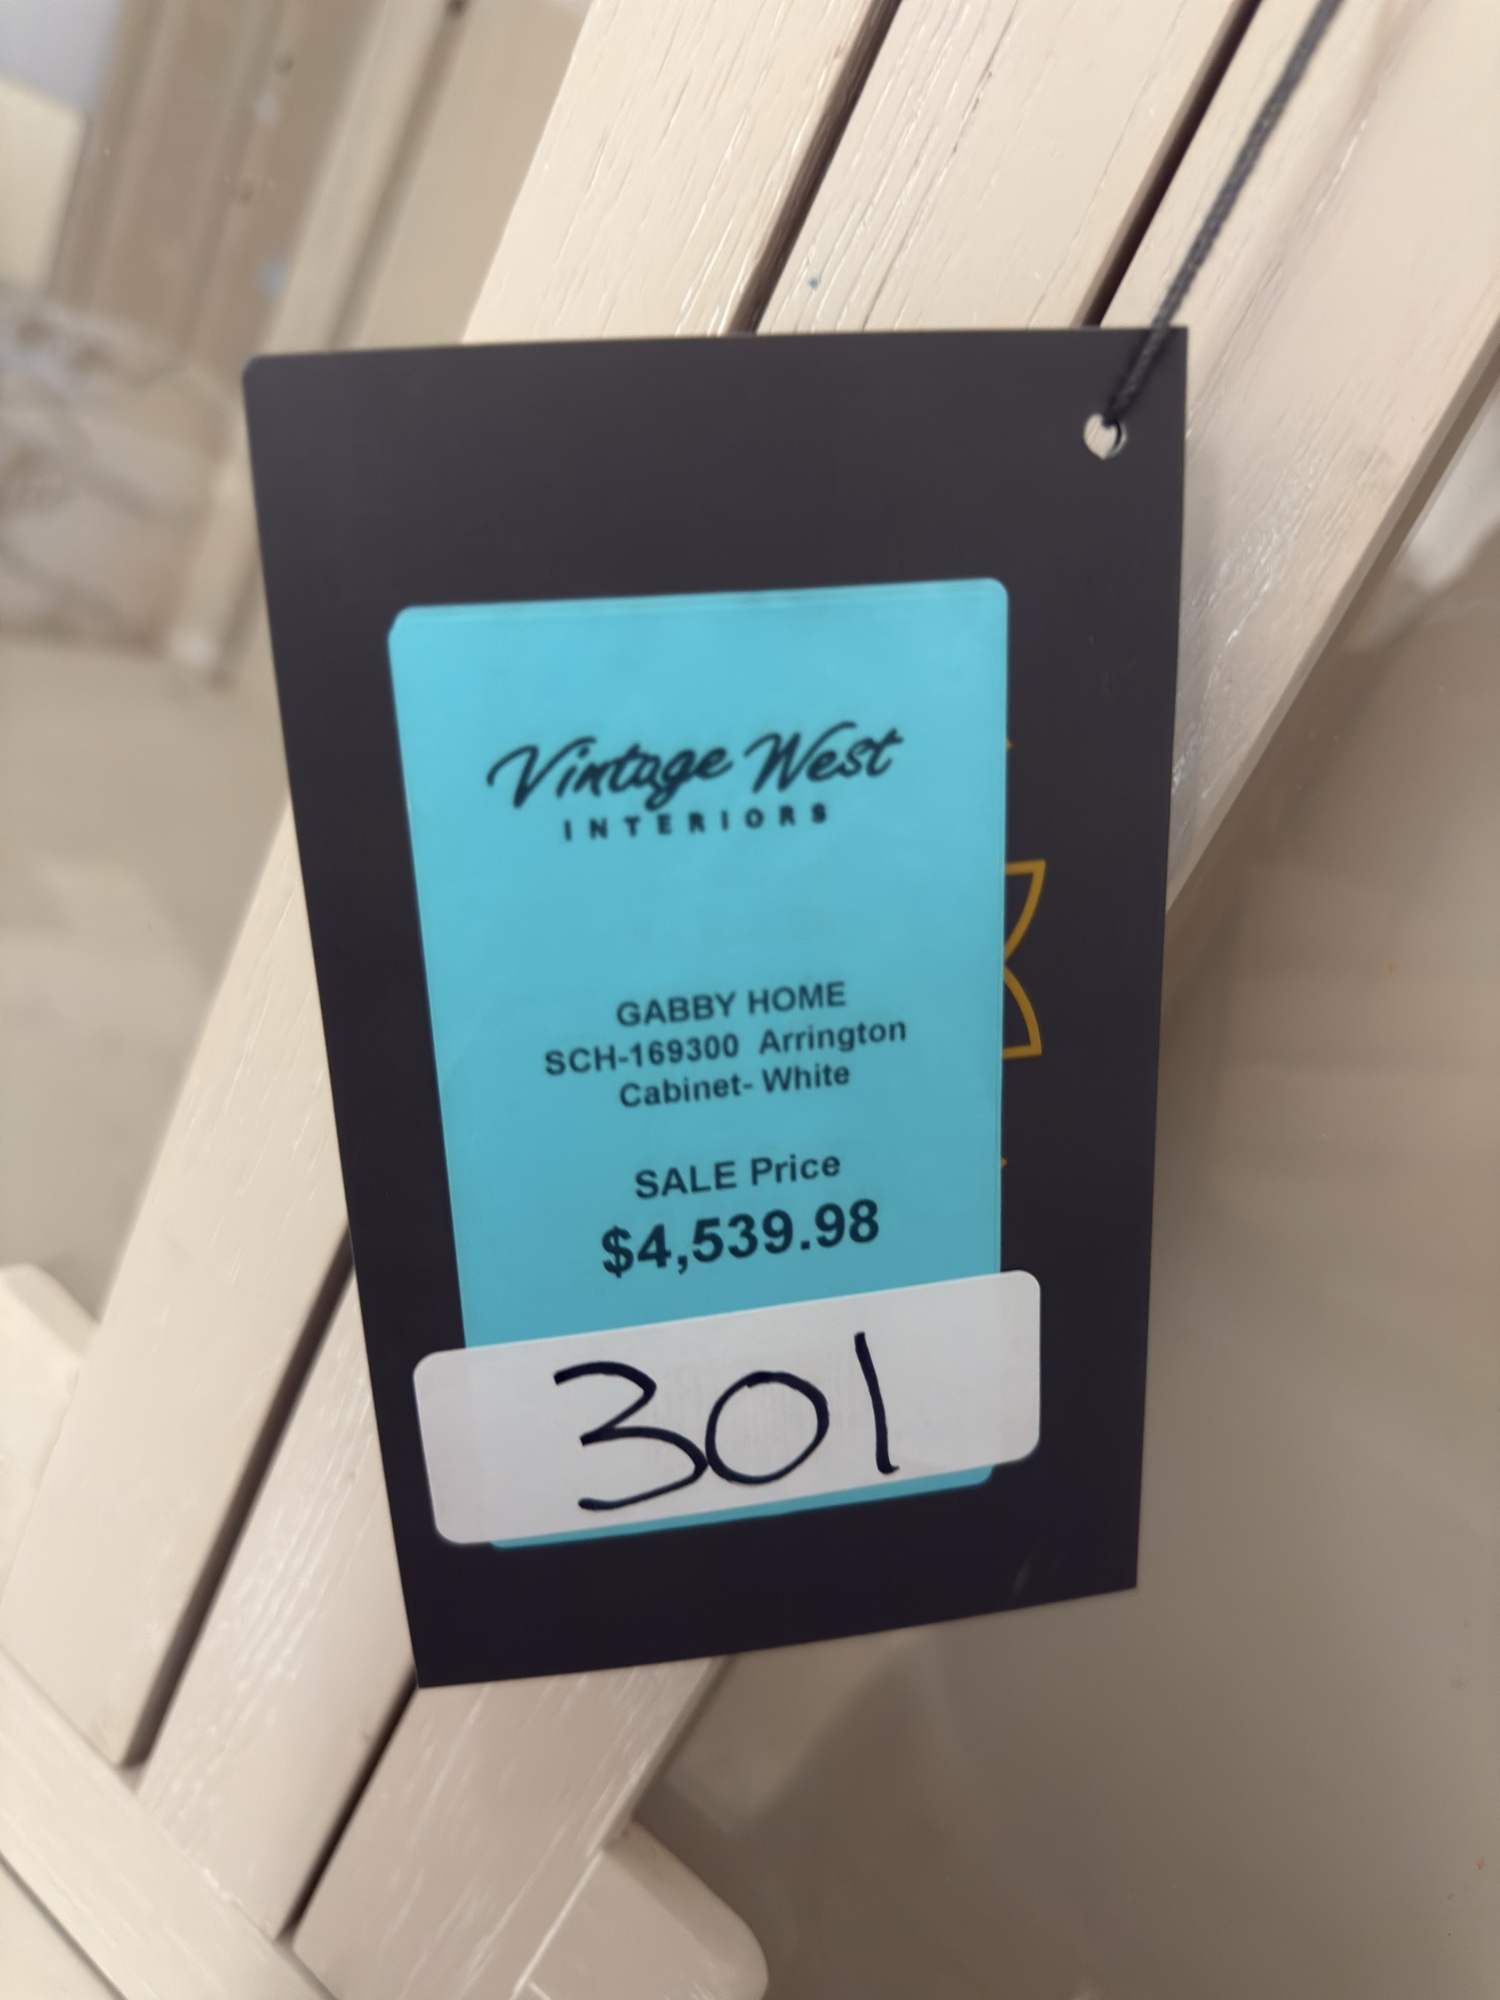 Vintage West
INTERIORS
GABBY HOME
SCH-169300 Arrington
Cabinet- White
SALE Price
$4,539.98
301